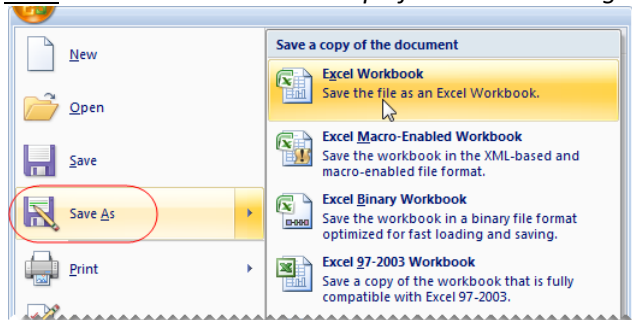 New
Open
Save
Save As
Print
Save a copy of the document
Excel Workbook
Save the file as an Excel Workbook.
Excel Macro-Enabled Workbook
Save the workbook in the XML-based and
macro-enabled file format.
Excel Binary Workbook
Save the workbook in a binary file format
optimized for fast loading and saving.
Excel 97-2003 Workbook
Save a copy of the workbook that is fully
compatible with Excel 97-2003.